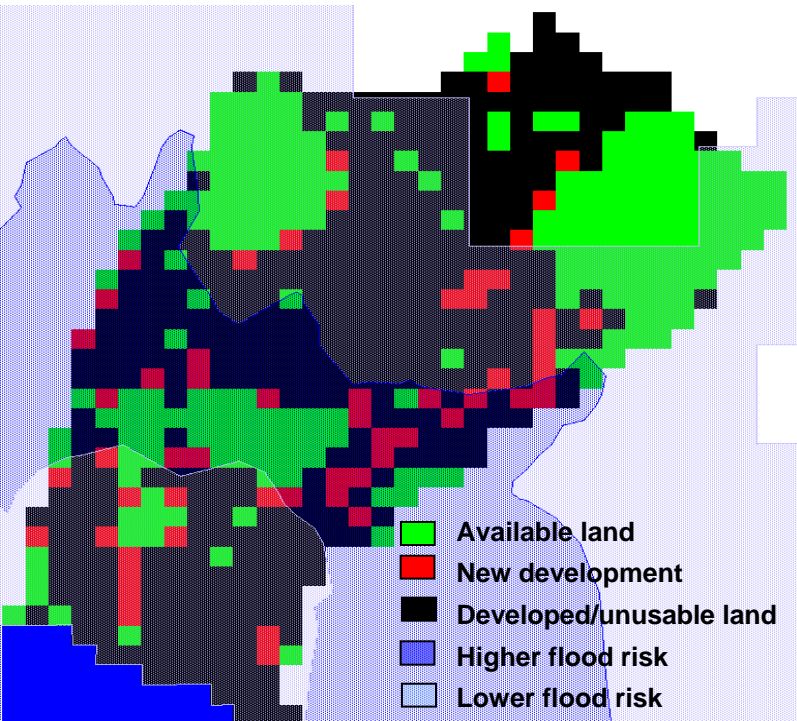 Available land
New development
Developed/unusable land
Higher flood risk
Lower flood risk